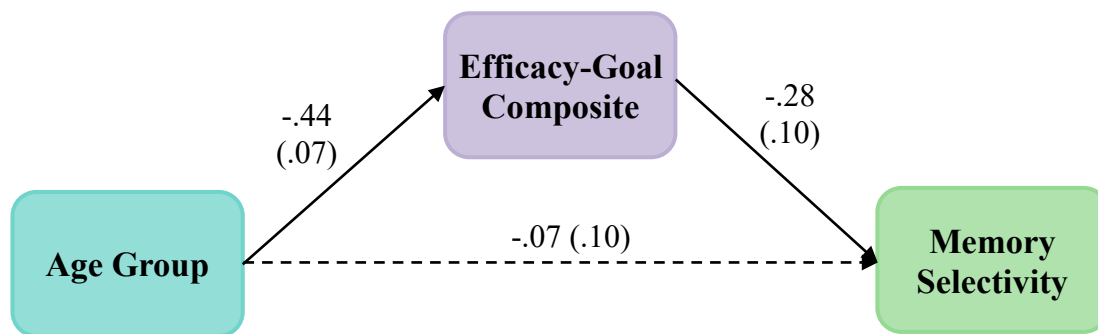 Efficacy-Goal
Composite
-.44
(.07)
-.28
(.10)
Age Group
-.07 (.10)
Memory
Selectivity